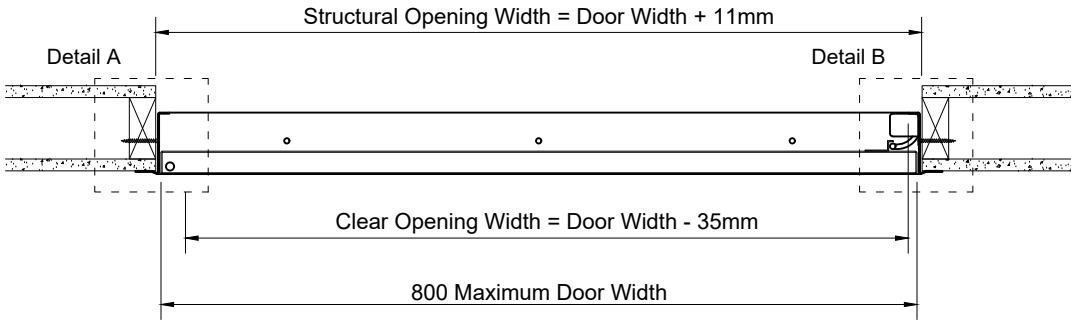 Structural Opening Width = Door Width + 11mm
Detail A
Detail B
Clear Opening Width = Door Width - 35mm
800 Maximum Door Width